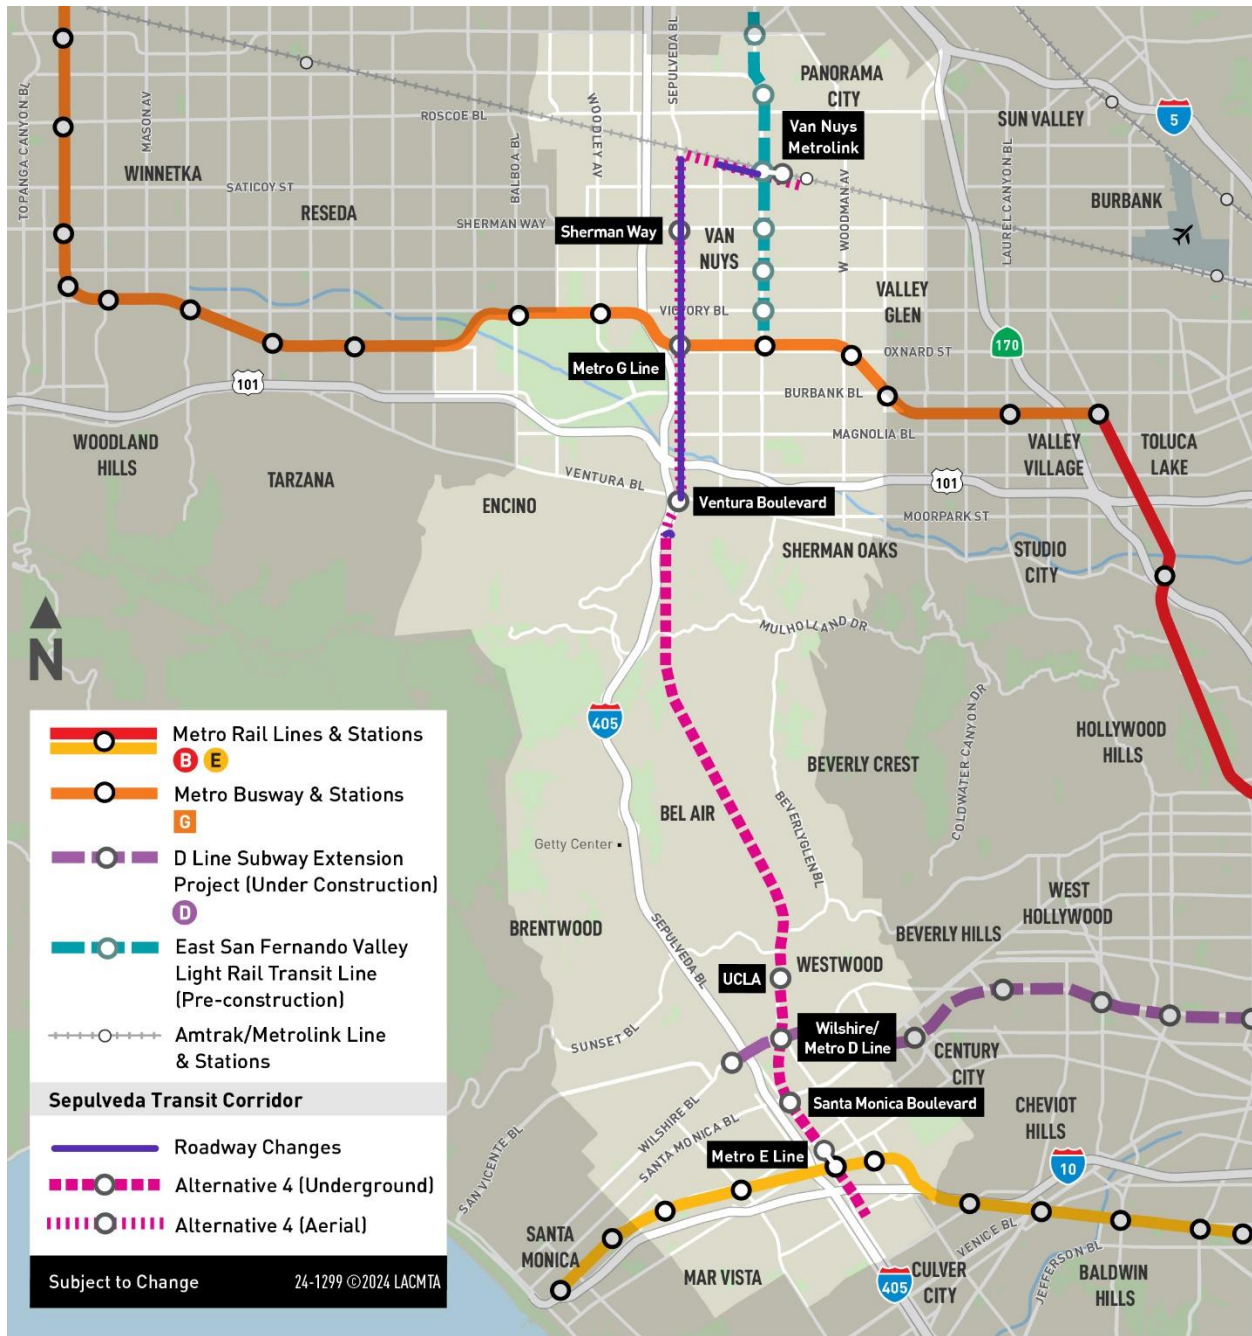 TOPANGA CANYON BL
MASON AV
WINNETKA
SATICOY ST
RESEDA
ROSCOE BL
BALBOA BL
SHERMAN WAY
WOODLEY AV
SEPULVEDA BL
PANORAMA
CITY
Van Nuys
Metrolink
SUN VALLEY
5
LAUREL CANYON BL
BURBANK
Sherman Way
VAN
NUYS
W WOODMAN AV
VALLEY
GLEN
VICTORY BL
OXNARD ST
170
Metro G Line
BURBANK BL
MAGNOLIA BL
101
WOODLAND
HILLS
TARZANA
VENTURA BL
ENCINO
Ventura Boulevard
101
MOORPARK ST
VALLEY
VILLAGE
TOLUCA
LAKE
SHERMAN OAKS
STUDIO
CITY
MULHOLLAND DR
N
405
COLDWATER CANYON DR
HOLLYWOOD
HILLS
BEVERLY CREST
BEL AIR
BEVERLYGLEN BL
Getty Center
BRENTWOOD
SEPULVEDA BL
WEST
HOLLYWOOD
BEVERLY HILLS
UCLA
WESTWOOD
SUNSET BL
Wilshire/
Metro D Line
CENTURY
CITY
WILSHIRE BL
SANTA MONICA BL
Santa Monica Boulevard
CHEVIOT
HILLS
SAN VICENTE BL
Metro E Line
10
SANTA
MONICA
VENICE BL
JEFFERSON BL
MAR VISTA
405
CULVER
CITY
BALDWIN
HILLS
Metro Rail Lines & Stations
B E
Metro Busway & Stations
G
D Line Subway Extension
Project (Under Construction)
D
East San Fernando Valley
Light Rail Transit Line
(Pre-construction)
Amtrak/Metrolink Line
& Stations
Sepulveda Transit Corridor
Roadway Changes
Alternative 4 (Underground)
Alternative 4 (Aerial)
Subject to Change 24-1299 ©2024 LACMTA